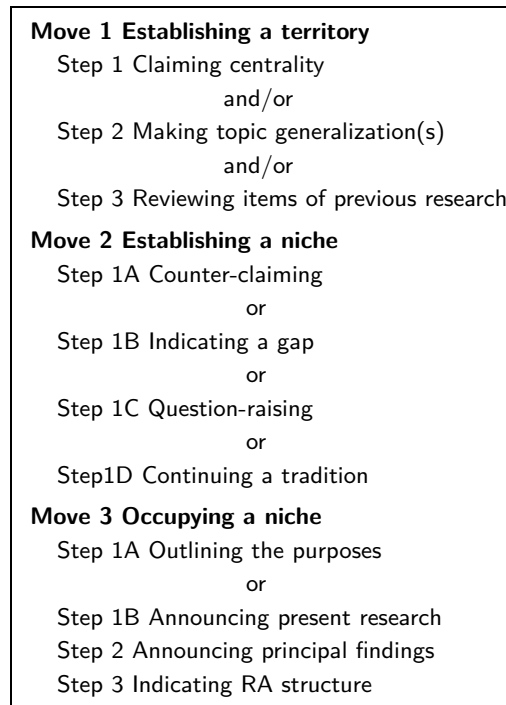 Move 1 Establishing a territory
Step 1 Claiming centrality
and/or
Step 2 Making topic generalization(s)
and/or
Step 3 Reviewing items of previous research
Move 2 Establishing a niche
Step 1A Counter-claiming
or
Step 1B Indicating a gap
or
Step 1C Question-raising
or
Step1D Continuing a tradition
Move 3 Occupying a niche
Step 1A Outlining the purposes
or
Step 1B Announcing present research
Step 2 Announcing principal findings
Step 3 Indicating RA structure